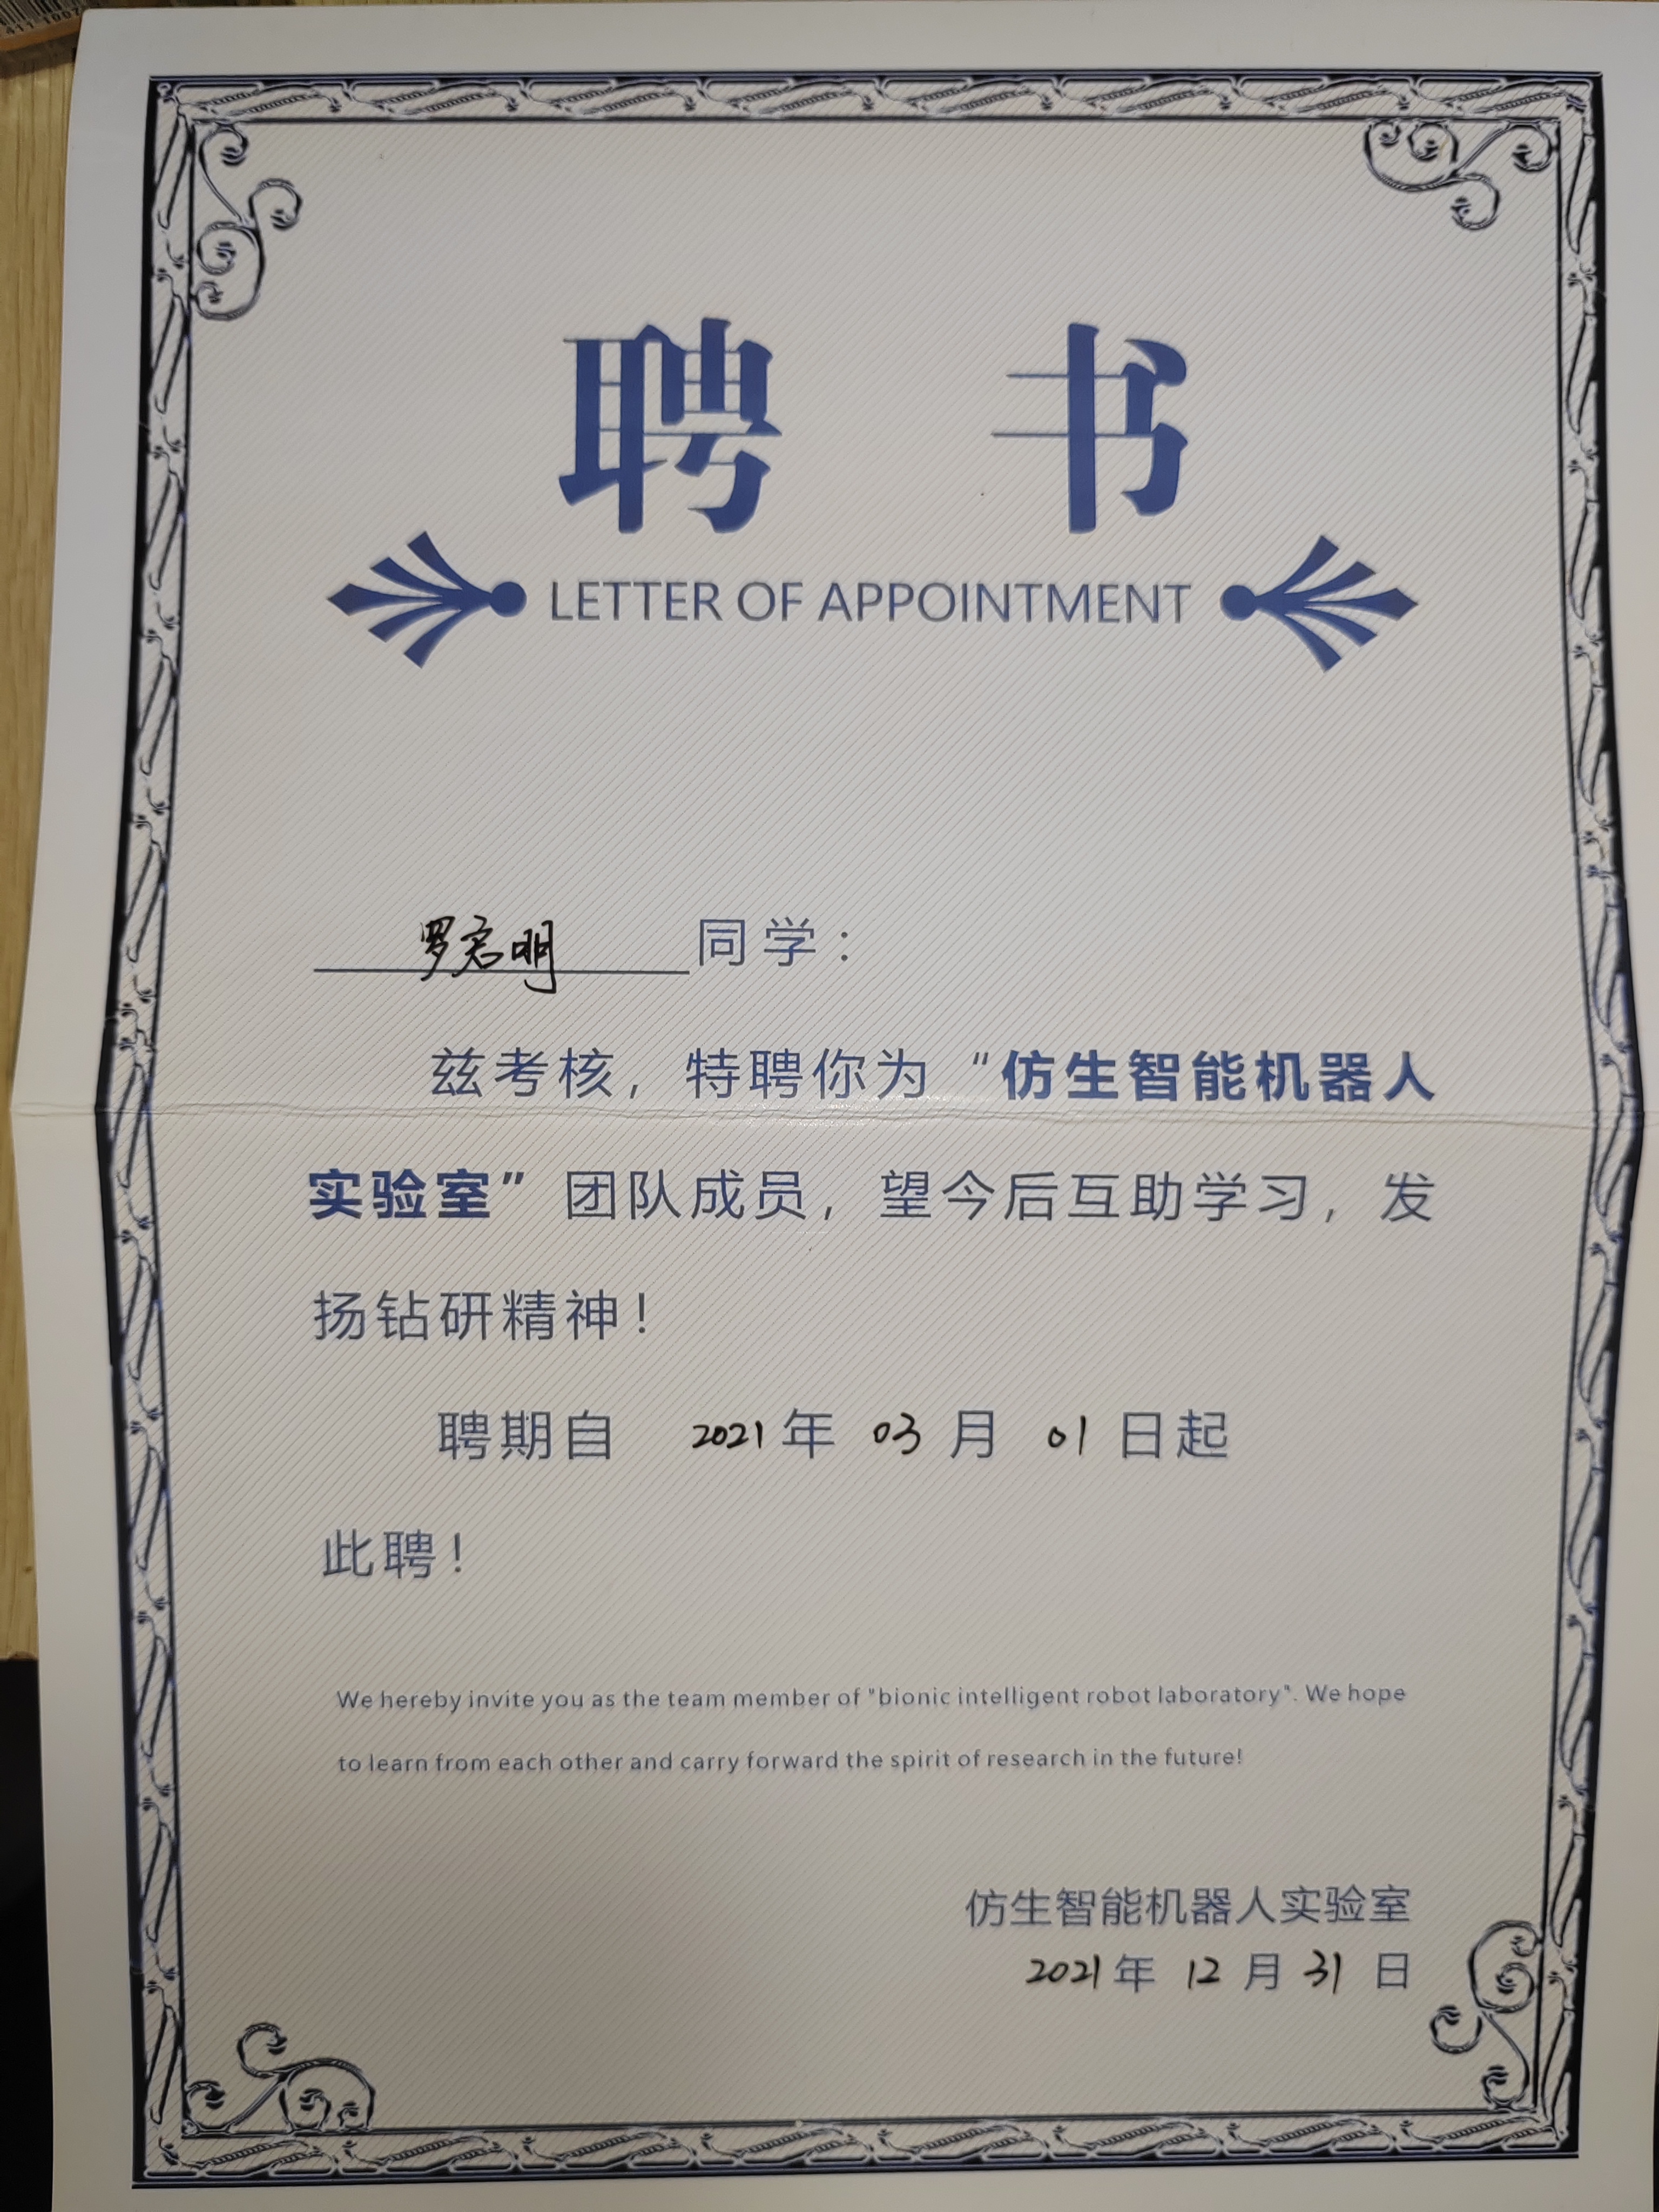 聘 书
LETTER OF APPOINTMENT
罗启明 同学：
兹考核，特聘你为“仿生智能机器人
实验室”团队成员，望今后互助学习，发
扬钻研精神！
聘期自 2021 年 03 月 01 日起
此聘！
We hereby invite you as the team member of "bionic intelligent robot laboratory". We hope
to learn from each other and carry forward the spirit of research in the future!
仿生智能机器人实验室
2021 年 12 月 31 日